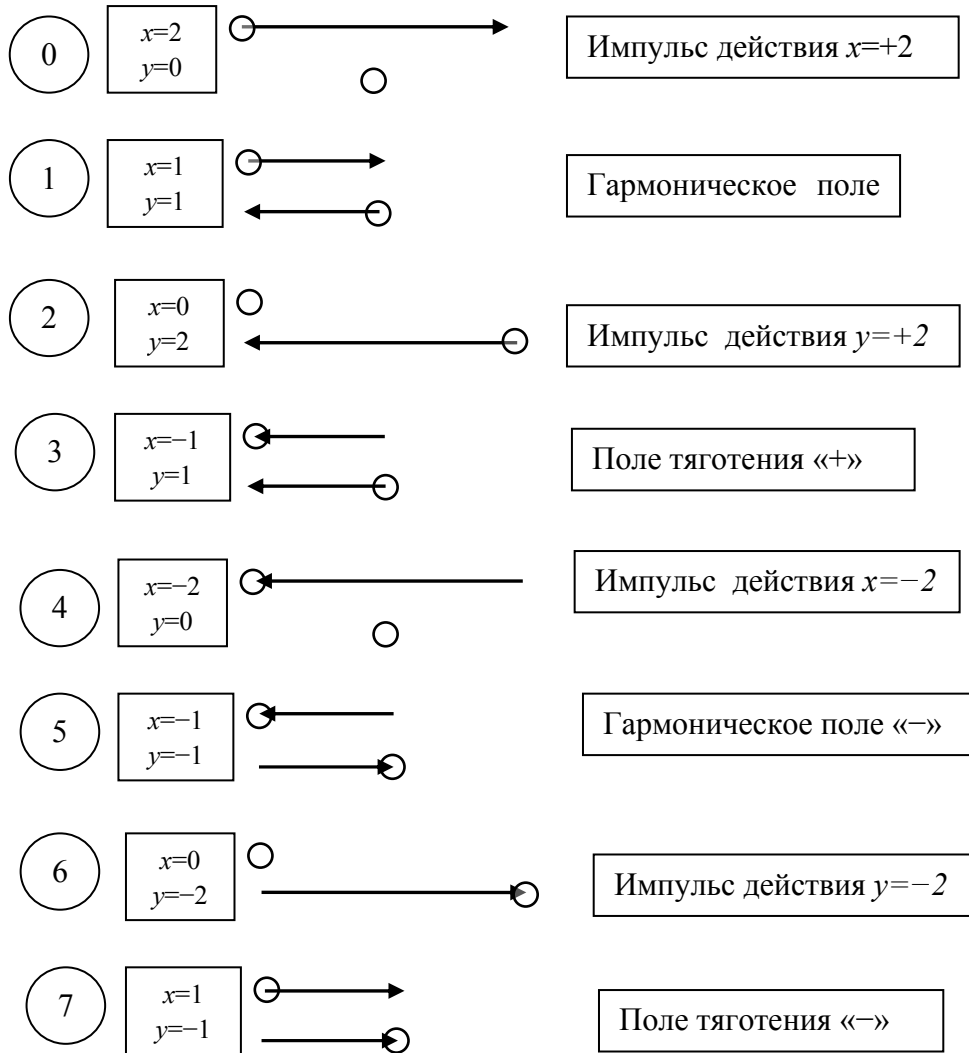 0
x=2
y=0
Импульс действия x=+2
1
x=1
y=1
Гармоническое поле
2
x=0
y=2
Импульс действия y=+2
3
x=−1
y=1
Поле тяготения «+»
4
x=−2
y=0
Импульс действия x=−2
5
x=−1
y=−1
Гармоническое поле «−»
6
x=0
y=−2
Импульс действия y=−2
7
x=1
y=−1
Поле тяготения «−»